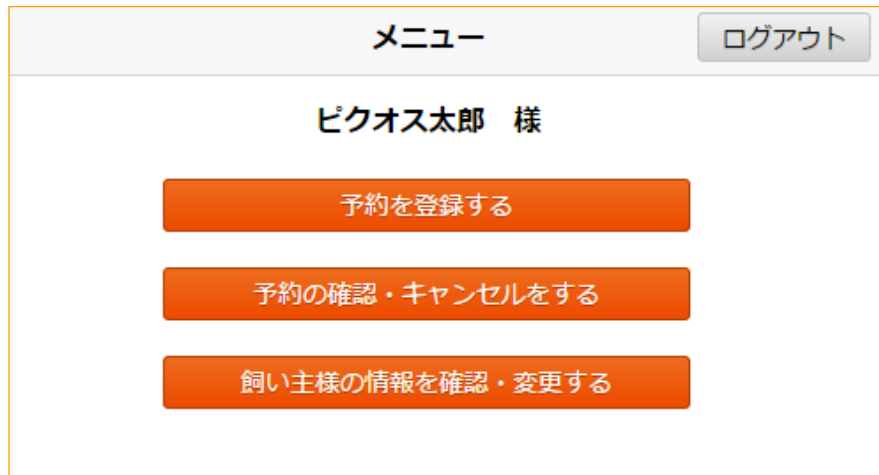 メニュー
ログアウト
ピクオス太郎　様
予約を登録する
予約の確認・キャンセルをする
飼い主様の情報を確認・変更する